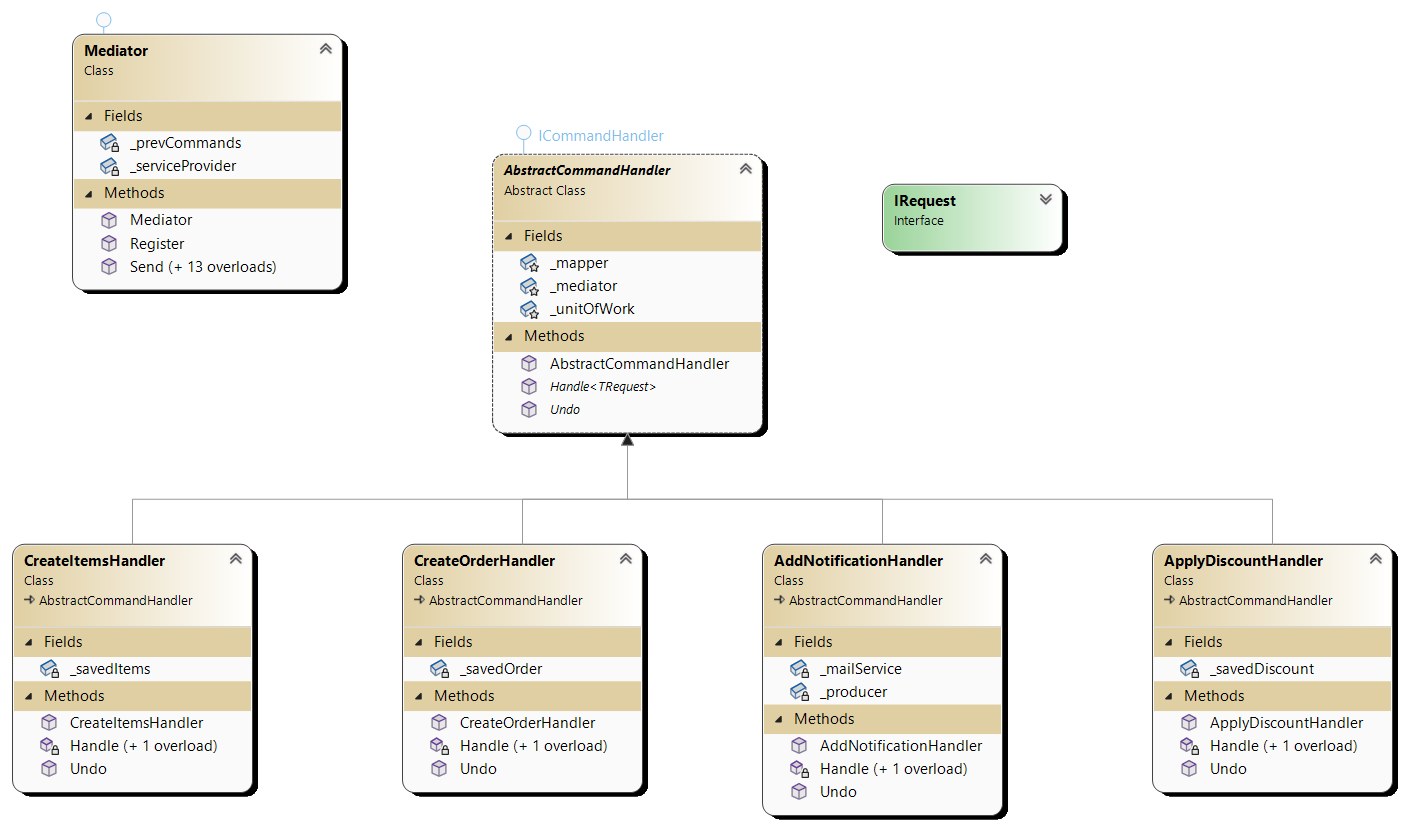 Mediator
Class
Fields
_prevCommands
_serviceProvider
Methods
Mediator
Register
Send (+ 13 overloads)
ICommandHandler
AbstractCommandHandler
Abstract Class
Fields
_mapper
_mediator
_unitOfWork
Methods
AbstractCommandHandler
Handle<TRequest>
Undo
IRequest
Interface
CreateItemsHandler
Class
AbstractCommandHandler
Fields
_savedItems
Methods
CreateItemsHandler
Handle (+ 1 overload)
Undo
CreateOrderHandler
Class
AbstractCommandHandler
Fields
_savedOrder
Methods
CreateOrderHandler
Handle (+ 1 overload)
Undo
AddNotificationHandler
Class
AbstractCommandHandler
Fields
_mailService
_producer
Methods
AddNotificationHandler
Handle (+ 1 overload)
Undo
ApplyDiscountHandler
Class
AbstractCommandHandler
Fields
_savedDiscount
Methods
ApplyDiscountHandler
Handle (+ 1 overload)
Undo